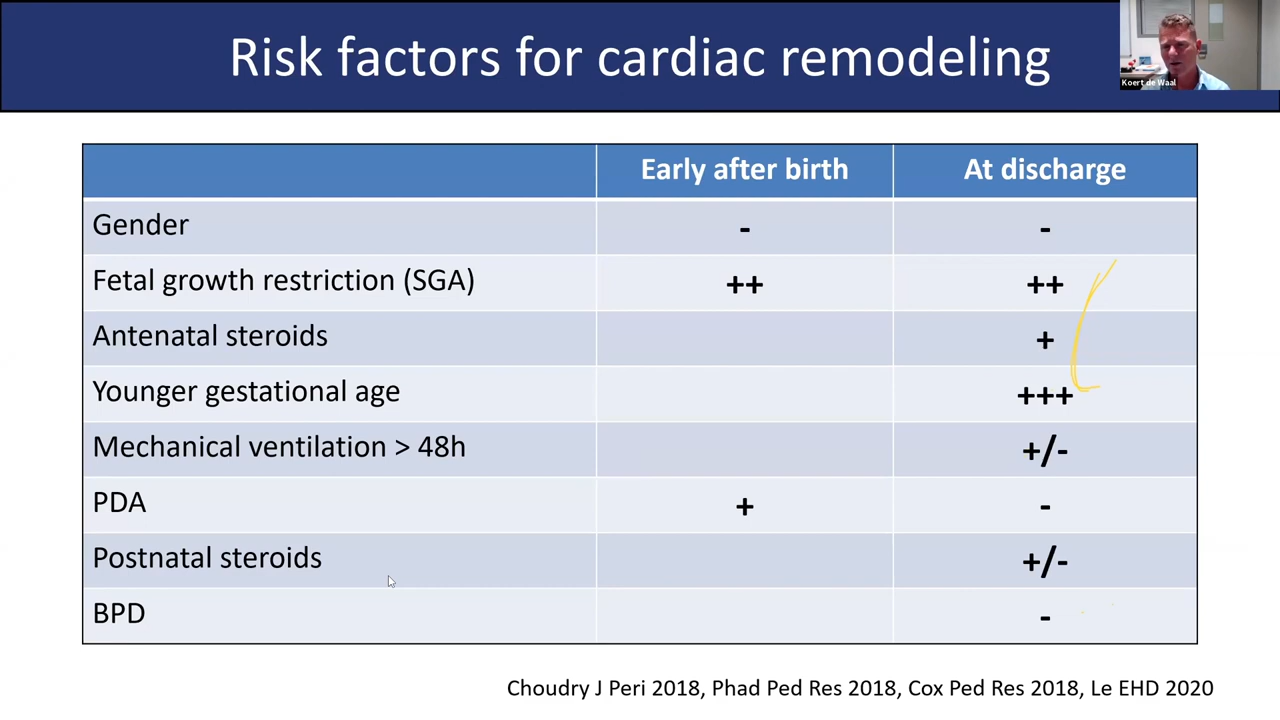 Risk factors for cardiac remodeling
Koert de Waal
Early after birth At discharge
Gender - -
Fetal growth restriction (SGA) ++ ++
Antenatal steroids +
Younger gestational age +++
Mechanical ventilation > 48h +/-
PDA + -
Postnatal steroids +/-
BPD -
Choudry J Peri 2018, Phad Ped Res 2018, Cox Ped Res 2018, Le EHD 2020